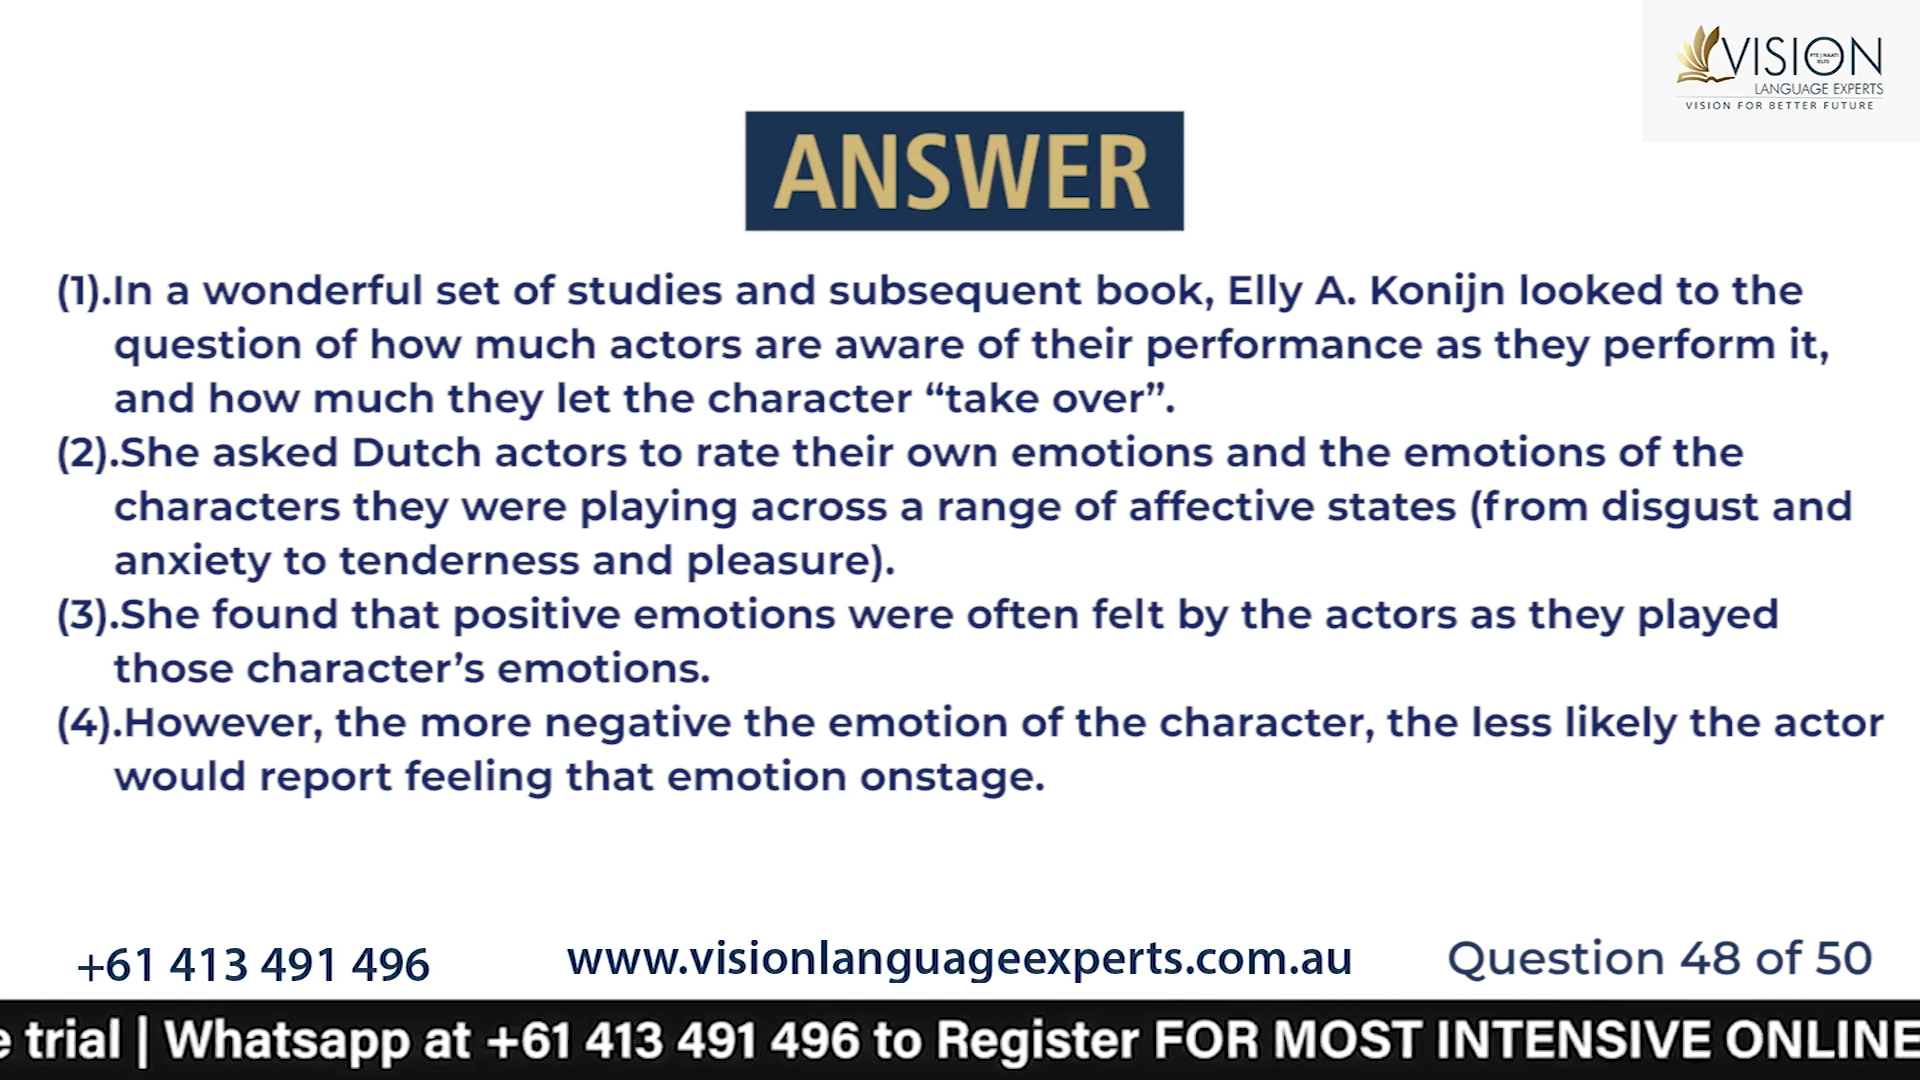 VISION
LANGUAGE EXPERTS
VISION FOR BETTER FUTURE
ANSWER
(1).In a wonderful set of studies and subsequent book, Elly A. Konijn looked to the
question of how much actors are aware of their performance as they perform it,
and how much they let the character “take over”.
(2).She asked Dutch actors to rate their own emotions and the emotions of the
characters they were playing across a range of affective states (from disgust and
anxiety to tenderness and pleasure).
(3).She found that positive emotions were often felt by the actors as they played
those character’s emotions.
(4).However, the more negative the emotion of the character, the less likely the actor
would report feeling that emotion onstage.
+61 413 491 496 www.visionlanguageexperts.com.au Question 48 of 50
e trial | Whatsapp at +61 413 491 496 to Register FOR MOST INTENSIVE ONLINE